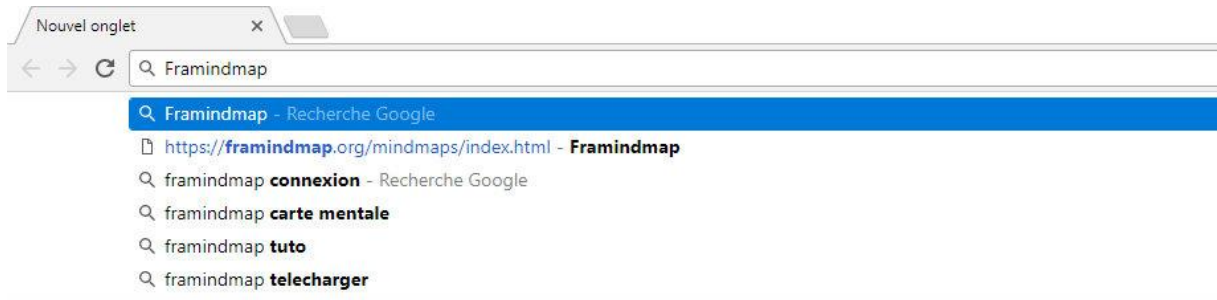 Nouvel onglet
Framindmap
Framindmap - Recherche Google
https://framindmap.org/mindmaps/index.html - Framindmap
framindmap connexion - Recherche Google
framindmap carte mentale
framindmap tuto
framindmap telecharger